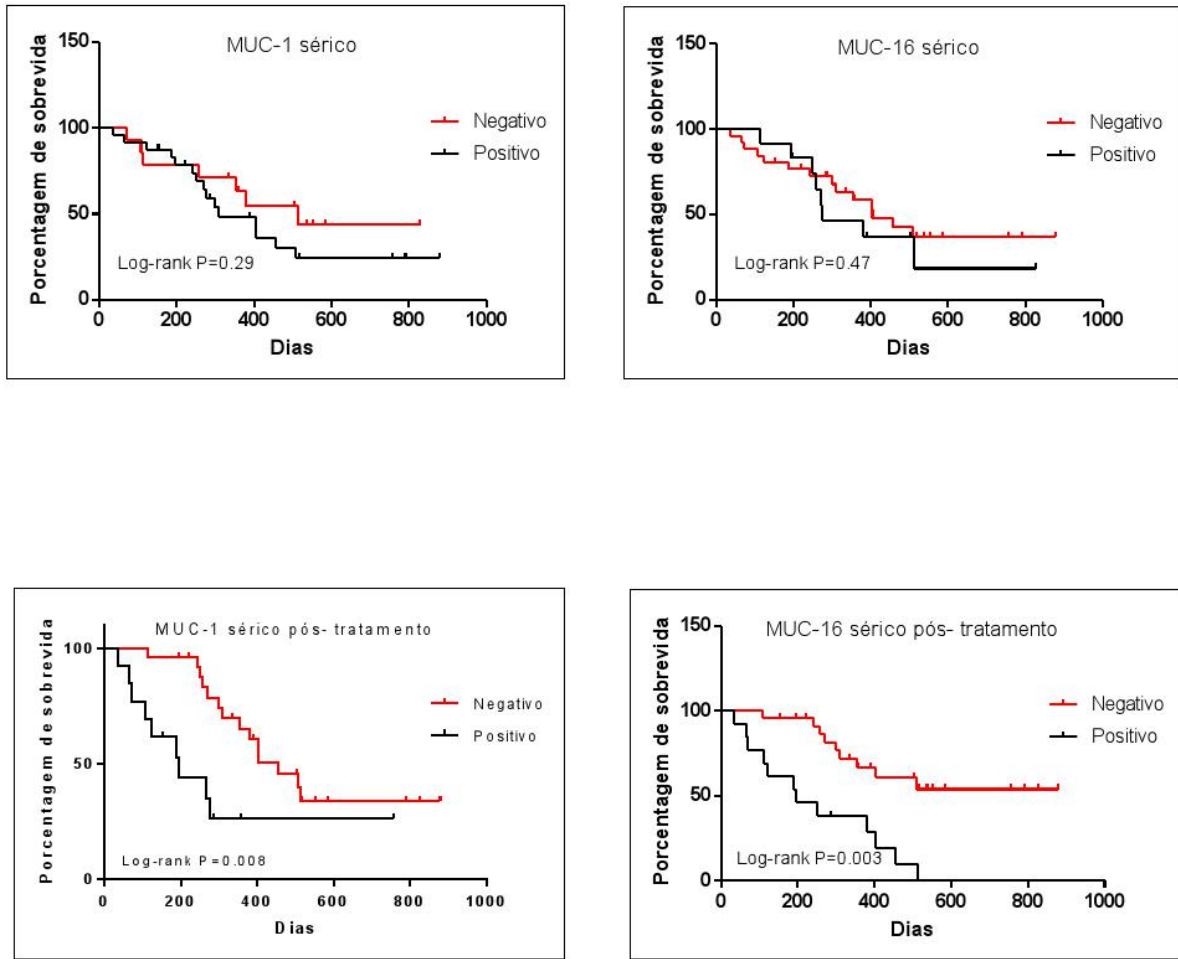 MUC-1 sérico
Porcentagem de sobrevida
150
100
50
0
Negativo
Positivo
Log-rank P=0.29
0 200 400 600 800 1000
Dias
MUC-16 sérico
Porcentagem de sobrevida
150
100
50
0
Negativo
Positivo
Log-rank P=0.47
0 200 400 600 800 1000
Dias
MUC-1 sérico pós- tratamento
Porcentagem de sobrevida
100
50
0
Negativo
Positivo
Log-rank P=0.008
0 200 400 600 800 1000
Dias
MUC-16 sérico pós- tratamento
Porcentagem de sobrevida
150
100
50
0
Negativo
Positivo
Log-rank P=0.003
0 200 400 600 800 1000
Dias